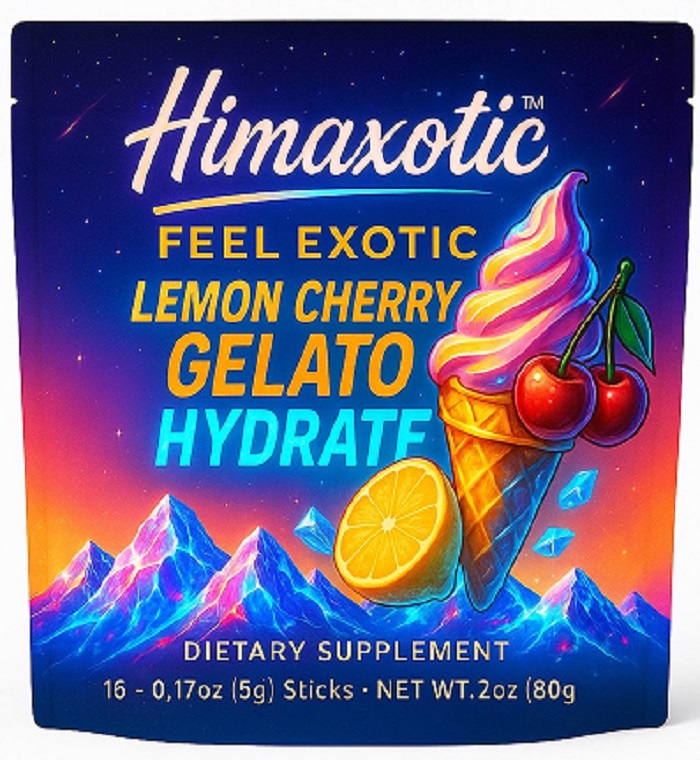 Himaxotic™
FEEL EXOTIC
LEMON CHERRY
GELATO
HYDRATE
DIETARY SUPPLEMENT
16 - 0,17oz (5g) Sticks • NET WT.2oz (80g